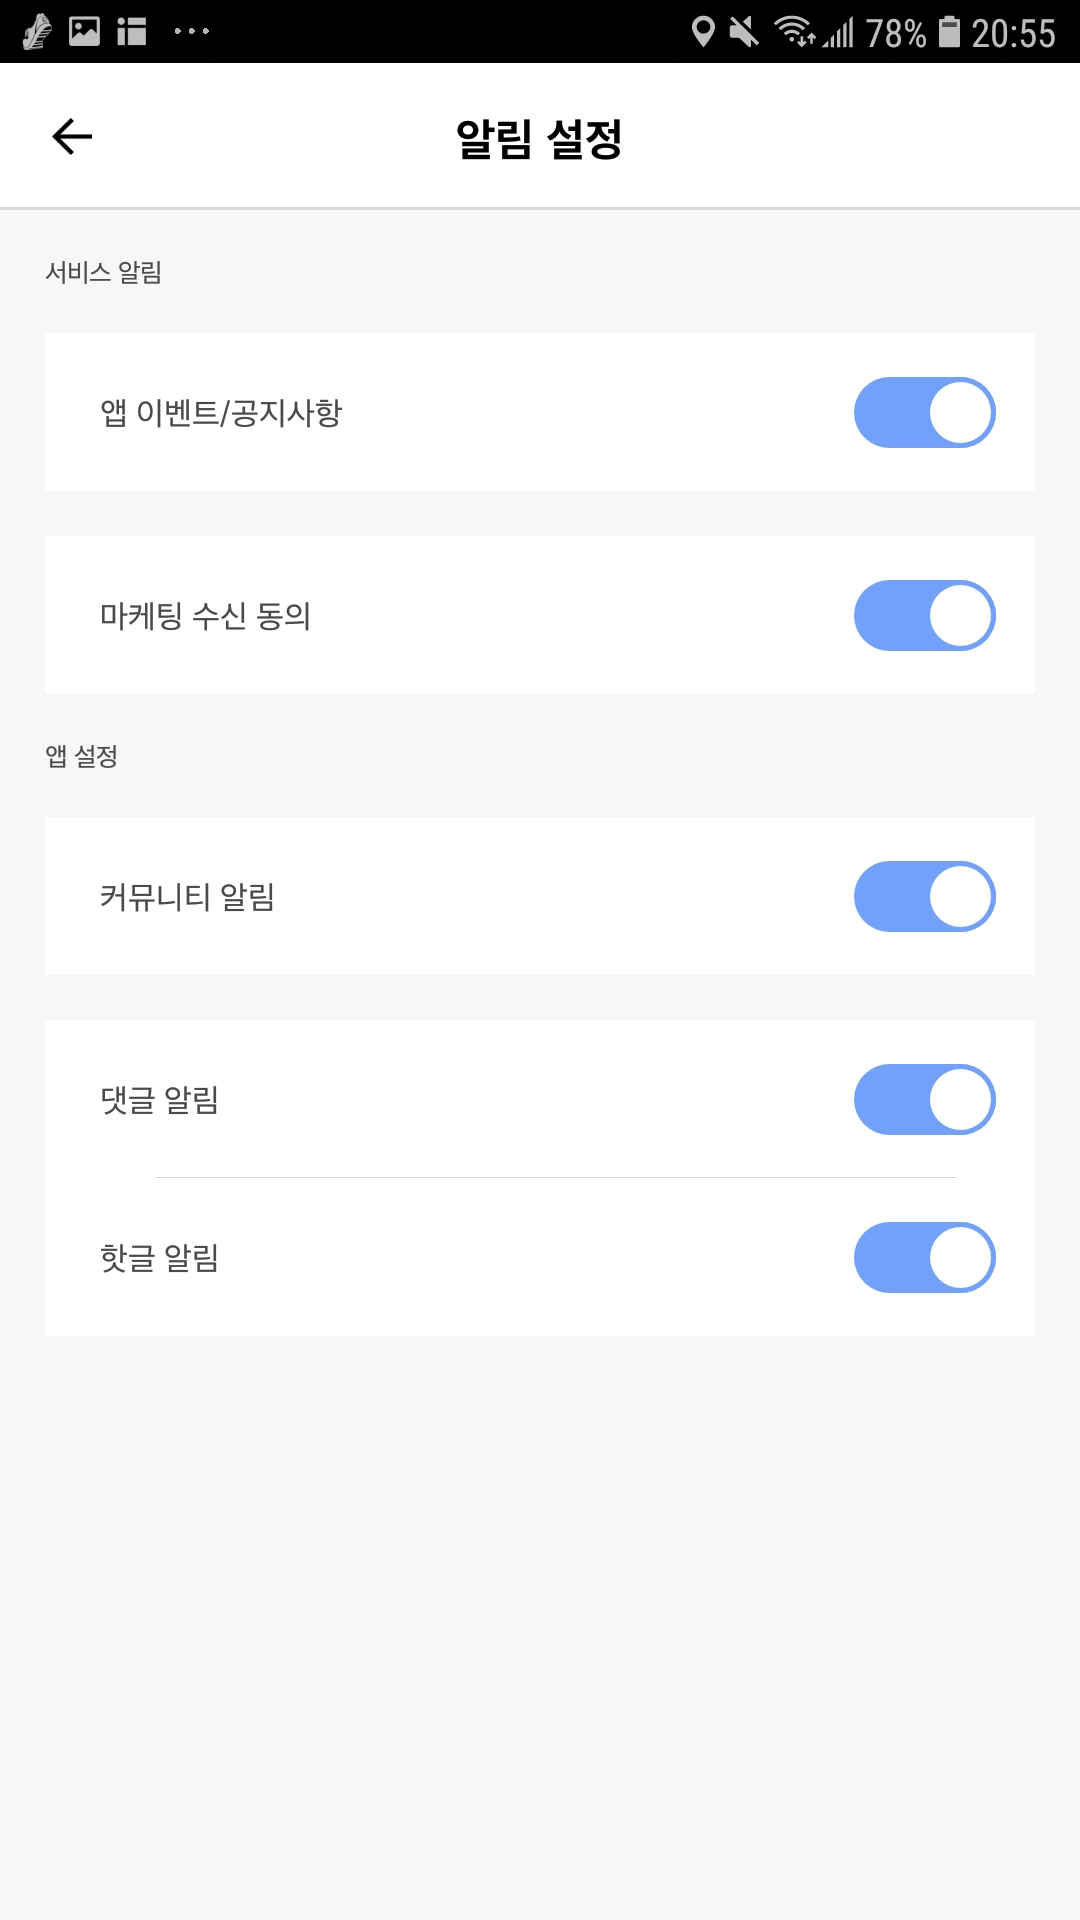 78% 20:55
알림 설정
서비스 알림
앱 이벤트/공지사항
마케팅 수신 동의
앱 설정
커뮤니티 알림
댓글 알림
핫글 알림